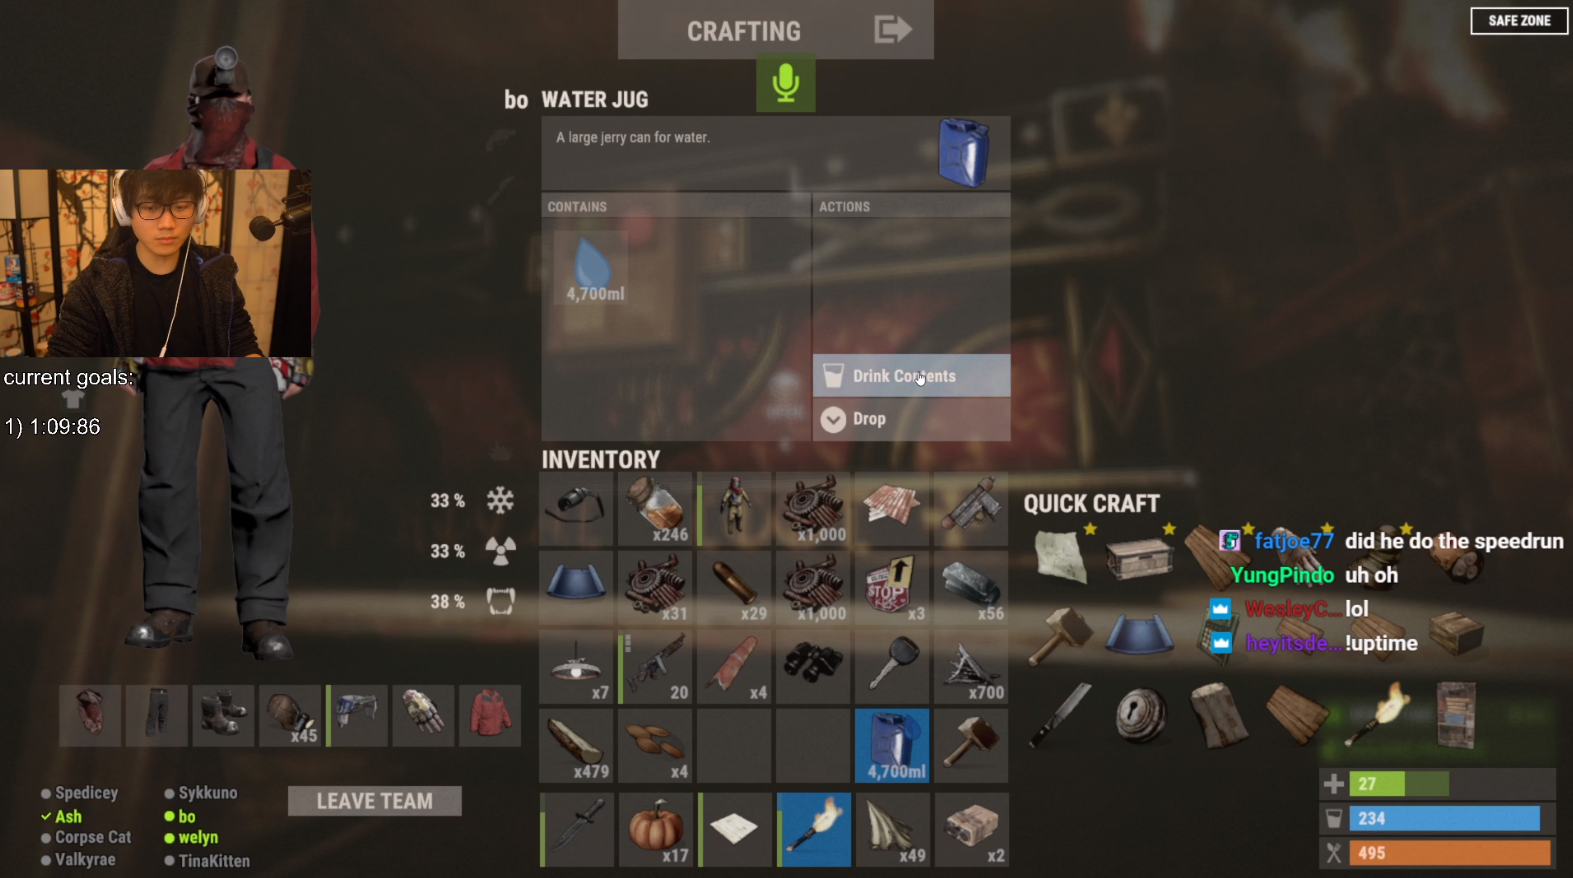 CRAFTING
SAFE ZONE
bo WATER JUG
A large jerry can for water.
CONTAINS
ACTIONS
4,700ml
Drink Contents
Drop
current goals:
1) 1:09:86
33 %
33 %
38 %
INVENTORY
x246
x1,000
x31
x29
x1,000
STOP
x3
x56
x7
20
x4
x700
x479
x4
4,700ml
x17
x49
x2
x45
QUICK CRAFT
fatjoe77 did he do the speedrun
YungPindo uh oh
WesleyC... lol
heyitsde... !uptime
Spedicey
Ash
Corpse Cat
Valkyrae
Sykkuno
bo
welyn
TinaKitten
LEAVE TEAM
27
234
495